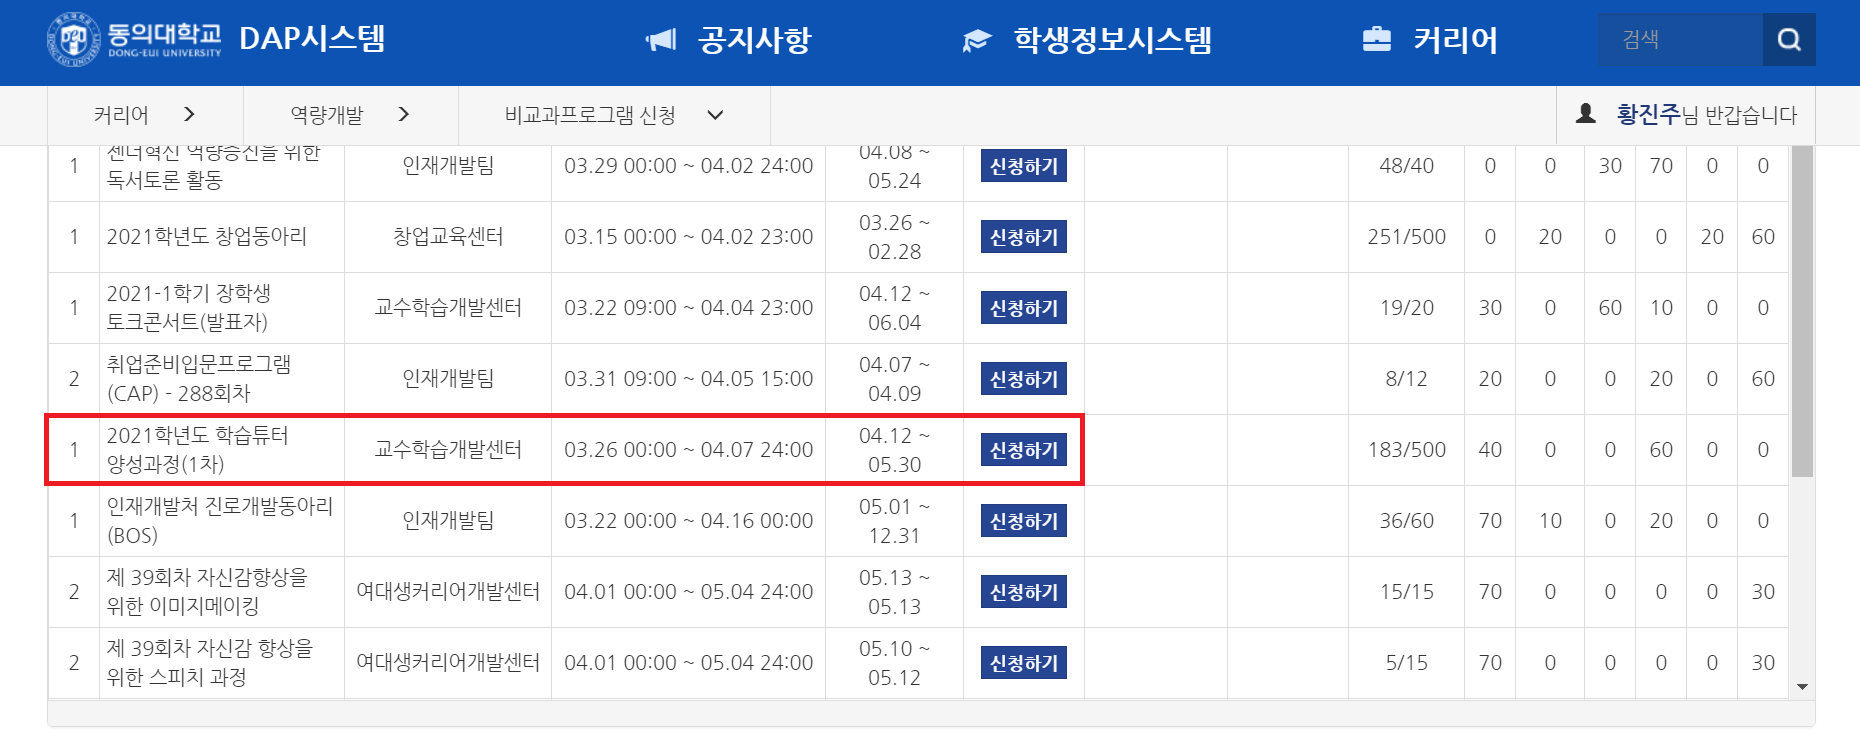 동의대학교
DONG-EUI UNIVERSITY
DAP시스템
공지사항
학생정보시스템
커리어
검색
커리어
역량개발
비교과프로그램 신청
황진주님 반갑습니다
1 젠더혁신 역량증진을 위한 독서토론 활동 인재개발팀 03.29 00:00 ~ 04.02 24:00 04.08 ~ 05.24 신청하기 48/40 0 0 30 70 0 0
1 2021학년도 창업동아리 창업교육센터 03.15 00:00 ~ 04.02 23:00 03.26 ~ 02.28 신청하기 251/500 0 20 0 0 20 60
1 2021-1학기 장학생 토크콘서트(발표자) 교수학습개발센터 03.22 09:00 ~ 04.04 23:00 04.12 ~ 06.04 신청하기 19/20 30 0 60 10 0 0
2 취업준비입문프로그램 (CAP) - 288회차 인재개발팀 03.31 09:00 ~ 04.05 15:00 04.07 ~ 04.09 신청하기 8/12 20 0 0 20 0 60
1 2021학년도 학습튜터 양성과정(1차) 교수학습개발센터 03.26 00:00 ~ 04.07 24:00 04.12 ~ 05.30 신청하기 183/500 40 0 0 60 0 0
1 인재개발처 진로개발동아리 (BOS) 인재개발팀 03.22 00:00 ~ 04.16 00:00 05.01 ~ 12.31 신청하기 36/60 70 10 0 20 0 0
2 제 39회차 자신감향상을 위한 이미지메이킹 여대생커리어개발센터 04.01 00:00 ~ 05.04 24:00 05.13 ~ 05.13 신청하기 15/15 70 0 0 0 0 30
2 제 39회차 자신감 향상을 위한 스피치 과정 여대생커리어개발센터 04.01 00:00 ~ 05.04 24:00 05.10 ~ 05.12 신청하기 5/15 70 0 0 0 0 30